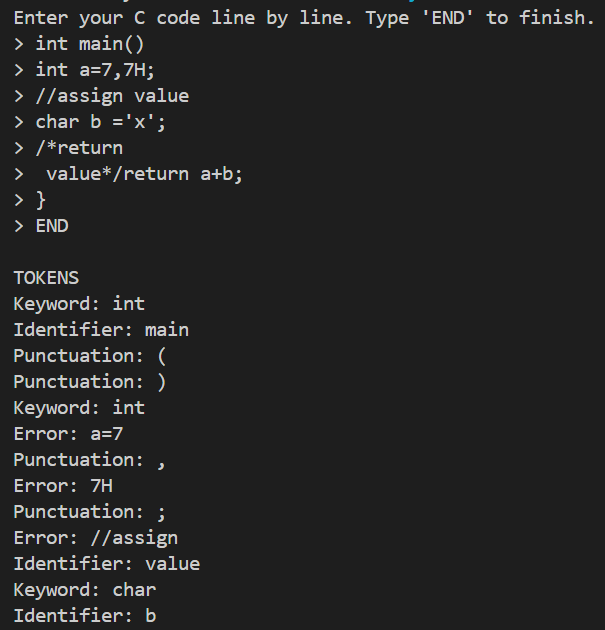 Enter your C code line by line. Type 'END' to finish.
> int main()
> int a=7,7H;
> //assign value
> char b ='x';
> /*return
>  value*/return a+b;
> }
> END

TOKENS
Keyword: int
Identifier: main
Punctuation: (
Punctuation: )
Keyword: int
Error: a=7
Punctuation: ,
Error: 7H
Punctuation: ;
Error: //assign
Identifier: value
Keyword: char
Identifier: b